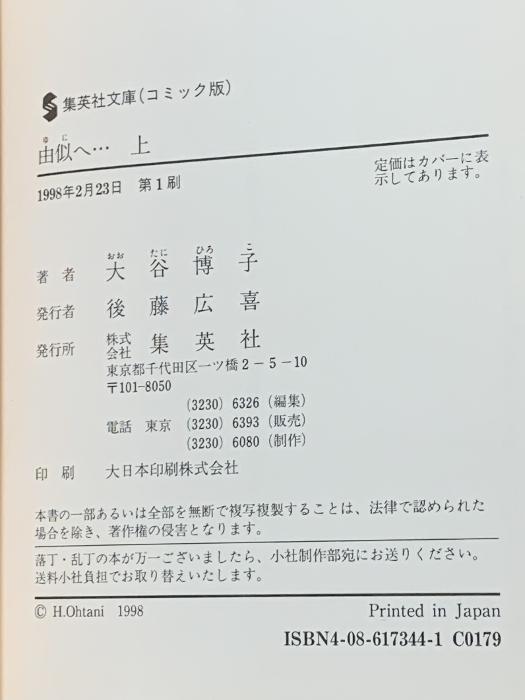 集英社文庫(コミック版)
ゆに
由似へ… 上
1998年2月23日 第1刷
定価はカバーに表
示してあります。
おお たに ひろ こ
著者 大谷博子
発行者 後藤広喜
発行所 株式会社 集英社
東京都千代田区一ツ橋2-5-10
〒101-8050
(3230) 6326 (編集)
電話 東京 (3230) 6393 (販売)
(3230) 6080 (制作)
印刷 大日本印刷株式会社
本書の一部あるいは全部を無断で複写複製することは、法律で認められた
場合を除き、著作権の侵害となります。
落丁・乱丁の本が万一ございましたら、小社制作部宛にお送りください。
送料小社負担でお取り替えいたします。
© H.Ohtani 1998
Printed in Japan
ISBN4-08-617344-1 C0179